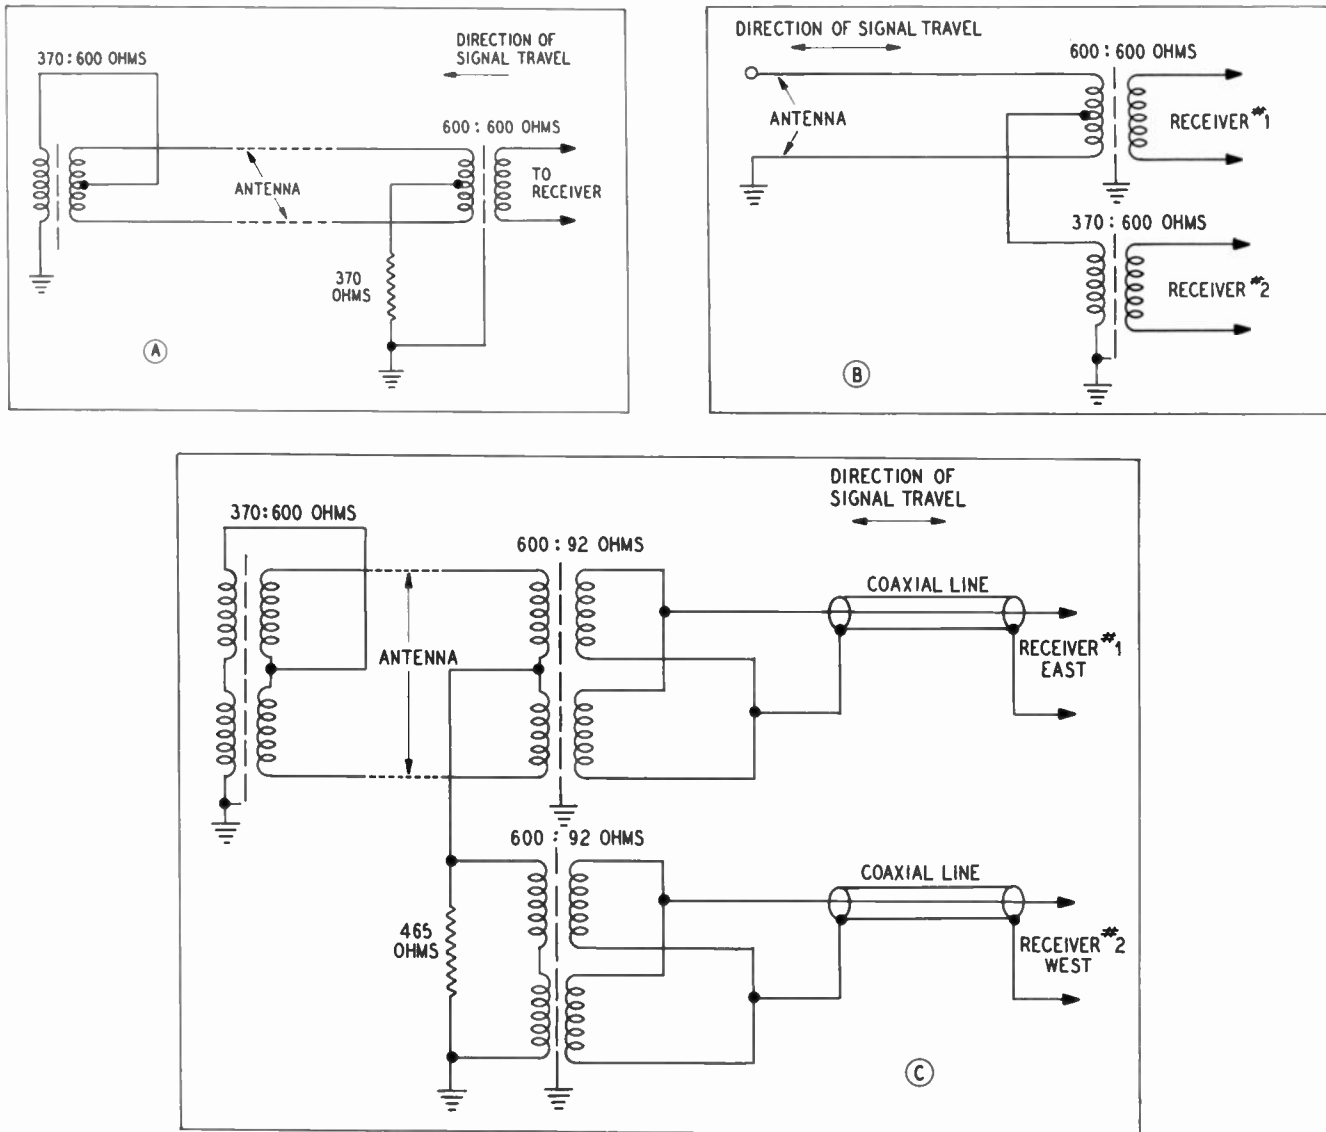 370:600 OHMS
DIRECTION OF
SIGNAL TRAVEL
600:600 OHMS
ANTENNA
TO
RECEIVER
370
OHMS
A
DIRECTION OF SIGNAL TRAVEL
600:600 OHMS
ANTENNA
RECEIVER #1
370:600 OHMS
RECEIVER #2
B
DIRECTION OF
SIGNAL TRAVEL
370:600 OHMS
600:92 OHMS
COAXIAL LINE
ANTENNA
RECEIVER #1
EAST
600:92 OHMS
COAXIAL LINE
465
OHMS
RECEIVER #2
WEST
C